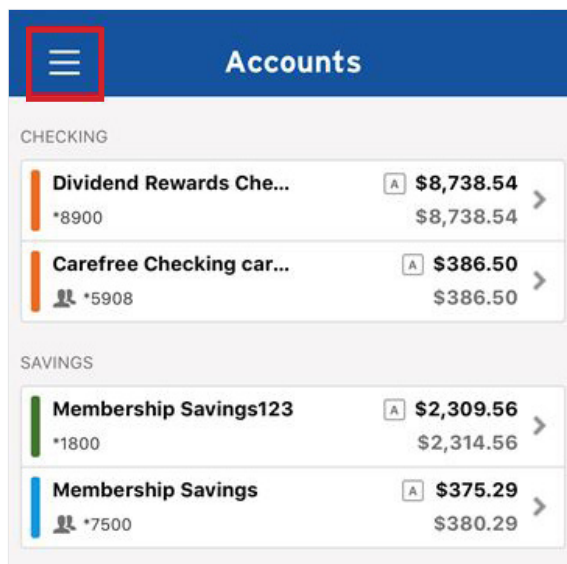 Accounts
CHECKING
Dividend Rewards Che... A $8,738.54
*8900 $8,738.54
Carefree Checking car... A $386.50
*5908 $386.50
SAVINGS
Membership Savings123 A $2,309.56
*1800 $2,314.56
Membership Savings A $375.29
*7500 $380.29